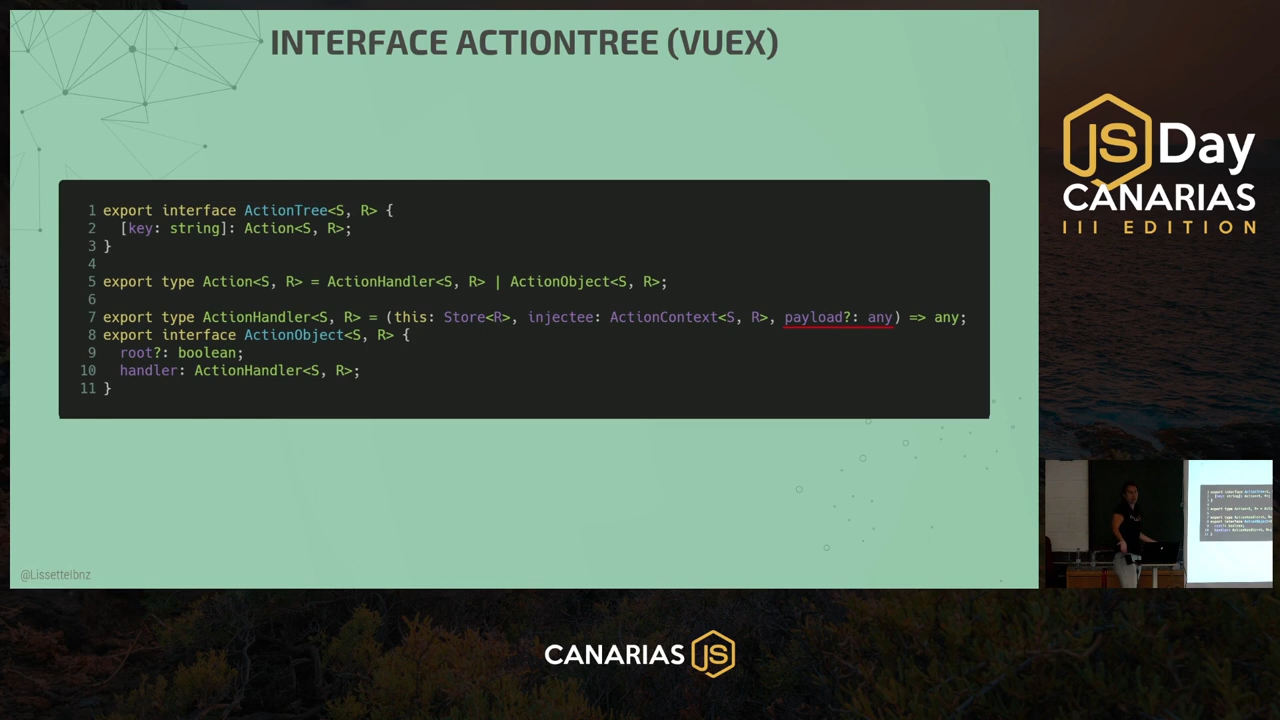 INTERFACE ACTIONTREE (VUEX)
1 export interface ActionTree<S, R> {
2 [key: string]: Action<S, R>;
3 }
4
5 export type Action<S, R> = ActionHandler<S, R> | ActionObject<S, R>;
6
7 export type ActionHandler<S, R> = (this: Store<R>, injectee: ActionContext<S, R>, payload?: any) => any;
8 export interface ActionObject<S, R> {
9 root?: boolean;
10 handler: ActionHandler<S, R>;
11 }
@Lissettelbnz
JS Day
CANARIAS
III EDITION
CANARIAS JS